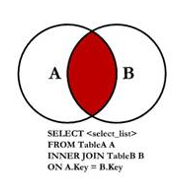 A B
SELECT <select_list>
FROM TableA A
INNER JOIN TableB B
ON A.Key = B.Key